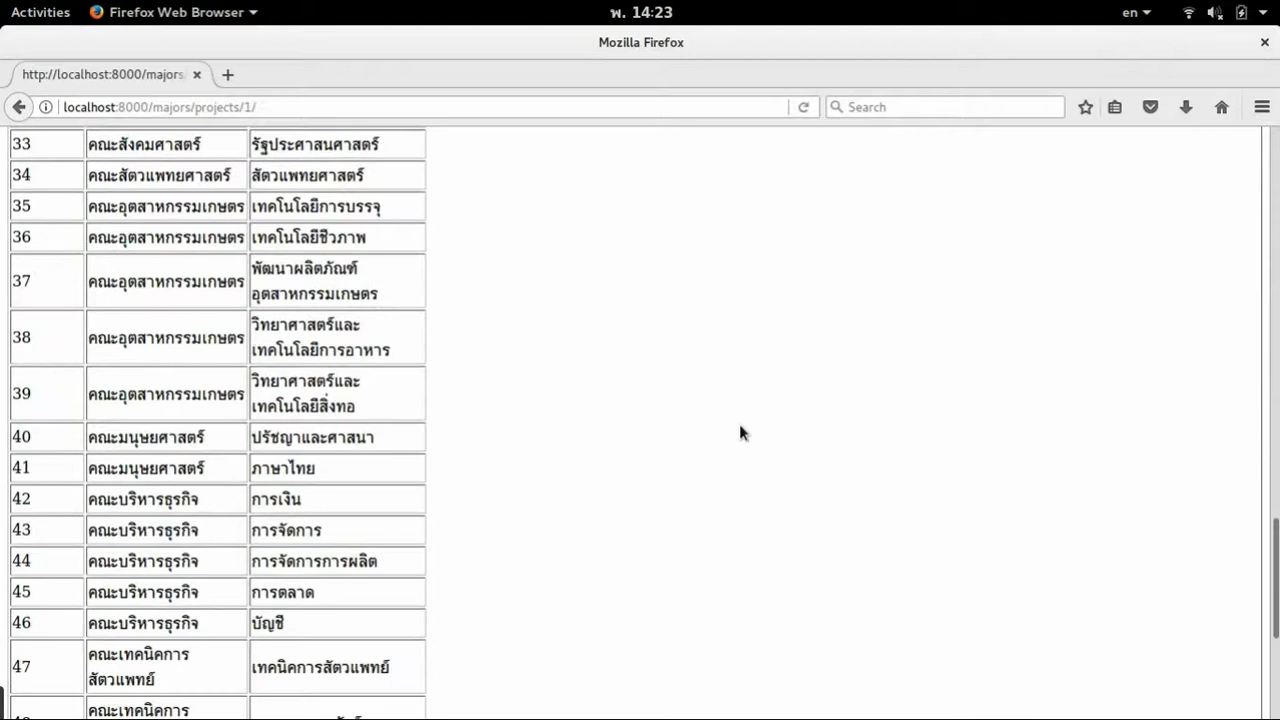 Activities Firefox Web Browser พ. 14:23 en
Mozilla Firefox
http://localhost:8000/majors
localhost:8000/majors/projects/1/ Search
33 คณะสังคมศาสตร์ รัฐประศาสนศาสตร์
34 คณะสัตวแพทยศาสตร์ สัตวแพทยศาสตร์
35 คณะอุตสาหกรรมเกษตร เทคโนโลยีการบรรจุ
36 คณะอุตสาหกรรมเกษตร เทคโนโลยีชีวภาพ
37 คณะอุตสาหกรรมเกษตร พัฒนาผลิตภัณฑ์
อุตสาหกรรมเกษตร
38 คณะอุตสาหกรรมเกษตร วิทยาศาสตร์และ
เทคโนโลยีการอาหาร
39 คณะอุตสาหกรรมเกษตร วิทยาศาสตร์และ
เทคโนโลยีสิ่งทอ
40 คณะมนุษยศาสตร์ ปรัชญาและศาสนา
41 คณะมนุษยศาสตร์ ภาษาไทย
42 คณะบริหารธุรกิจ การเงิน
43 คณะบริหารธุรกิจ การจัดการ
44 คณะบริหารธุรกิจ การจัดการการผลิต
45 คณะบริหารธุรกิจ การตลาด
46 คณะบริหารธุรกิจ บัญชี
47 คณะเทคนิคการ
สัตวแพทย์ เทคนิคการสัตวแพทย์
คณะเทคนิคการ